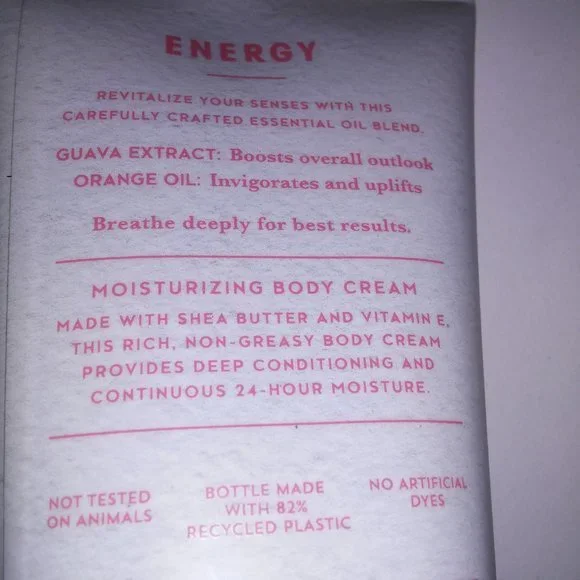 ENERGY
REVITALIZE YOUR SENSES WITH THIS
CAREFULLY CRAFTED ESSENTIAL OIL BLEND.
GUAVA EXTRACT: Boosts overall outlook
ORANGE OIL: Invigorates and uplifts
Breathe deeply for best results.
MOISTURIZING BODY CREAM
MADE WITH SHEA BUTTER AND VITAMIN E,
THIS RICH, NON-GREASY BODY CREAM
PROVIDES DEEP CONDITIONING AND
CONTINUOUS 24-HOUR MOISTURE.
NOT TESTED
ON ANIMALS
BOTTLE MADE
WITH 82%
RECYCLED PLASTIC
NO ARTIFICIAL
DYES